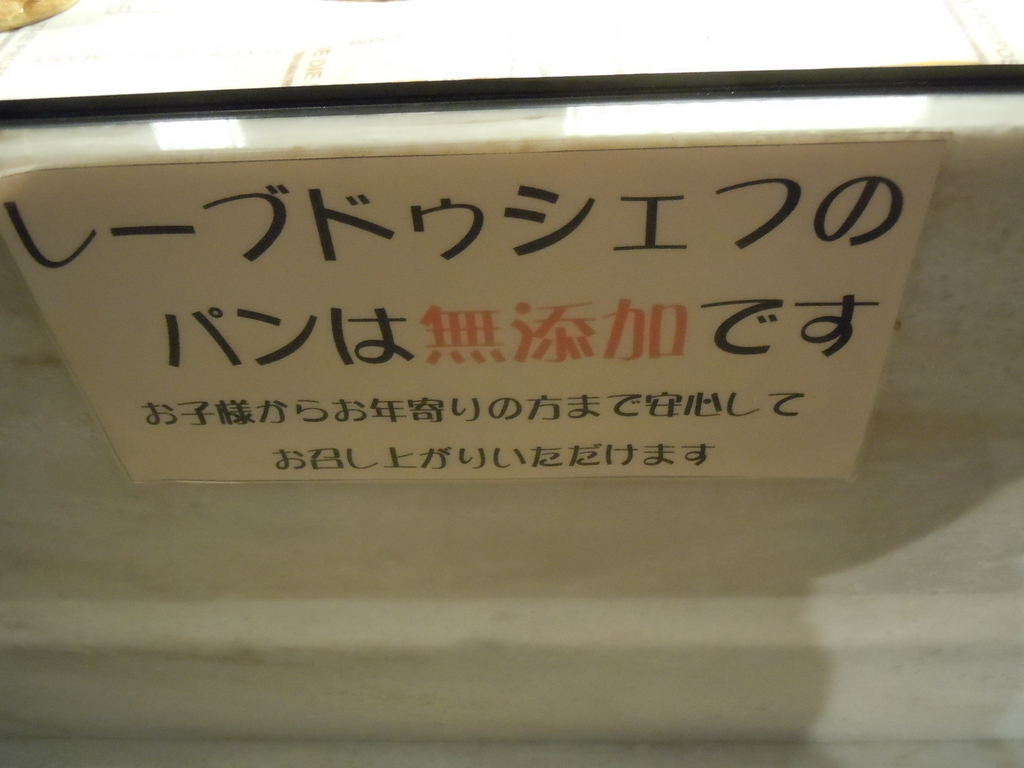 E DIE
レーブドゥシェフの
パンは無添加です
お子様からお年寄りの方まで安心して
お召し上がりいただけます